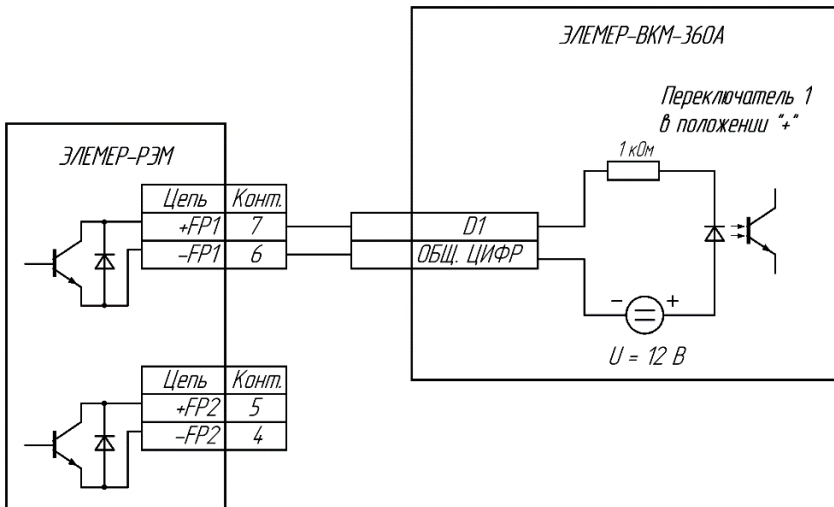 ЭЛЕМЕР-ВКМ-360А
Переключатель 1
в положении "+"
1 кОм
ЭЛЕМЕР-РЭМ
Цепь Конт.
+FP1 7
-FP1 6
D1
ОБЩ. ЦИФР
- +
U = 12 В
Цепь Конт.
+FP2 5
-FP2 4